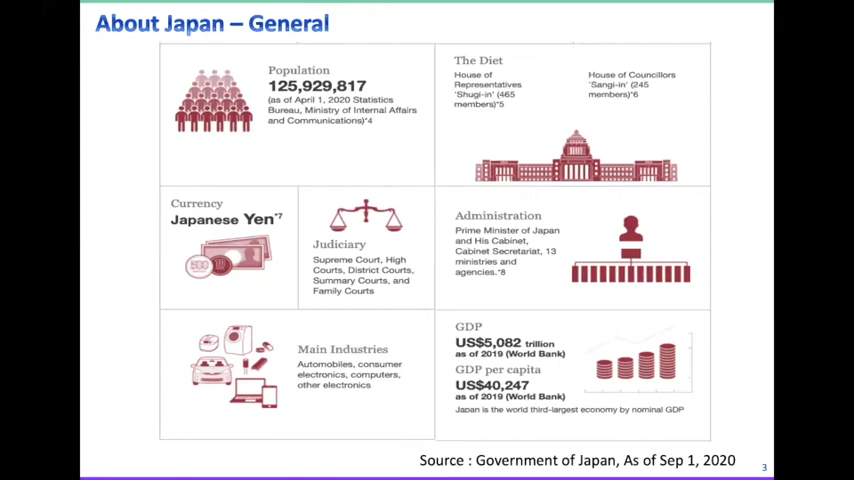 About Japan – General
Population
125,929,817
(as of April 1, 2020 Statistics
Bureau, Ministry of Internal Affairs
and Communications)*4
The Diet
House of
Representatives
'Shugi-in' (465
members)*5
House of Councillors
'Sangi-in' (245
members)*6
Currency
Japanese Yen*7
Judiciary
Supreme Court, High
Courts, District Courts,
Summary Courts, and
Family Courts
Administration
Prime Minister of Japan
and His Cabinet,
Cabinet Secretariat, 13
ministries and
agencies.*8
Main Industries
Automobiles, consumer
electronics, computers,
other electronics
GDP
US$5,082 trillion
as of 2019 (World Bank)
GDP per capita
US$40,247
as of 2019 (World Bank)
Japan is the world third-largest economy by nominal GDP
Source : Government of Japan, As of Sep 1, 2020
3